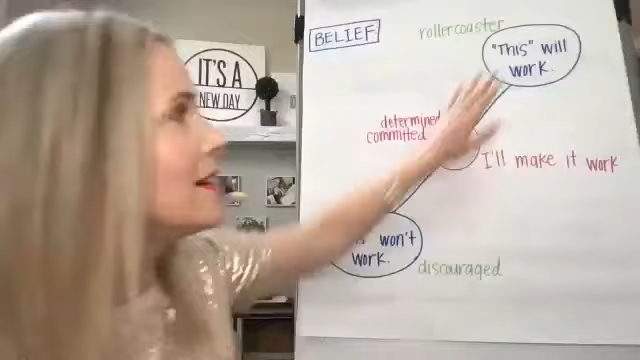 BELIEF
rollercoaster
"This" will
work.
IT'S A
NEW DAY
determined
committed
I'll make it work
won't
work.
discouraged